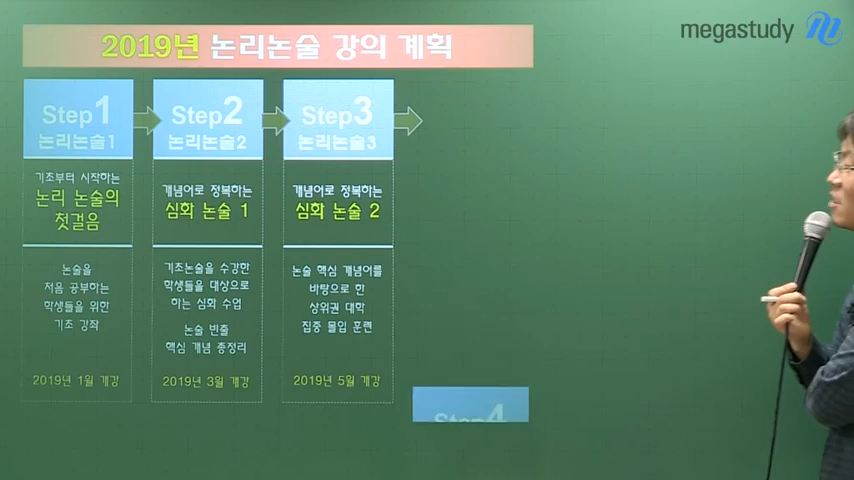 megastudy
2019년 논리논술 강의 계획
Step1
논리논술1
기초부터 시작하는
논리 논술의
첫걸음
논술을
처음 공부하는
학생들을 위한
기초 강좌
2019년 1월 개강
Step2
논리논술2
개념어로 정복하는
심화 논술 1
기초논술을 수강한
학생들을 대상으로
하는 심화 수업
논술 빈출
핵심 개념 총정리
2019년 3월 개강
Step3
논리논술3
개념어로 정복하는
심화 논술 2
논술 핵심 개념어를
바탕으로 한
상위권 대학
집중 몰입 훈련
2019년 5월 개강
Step4